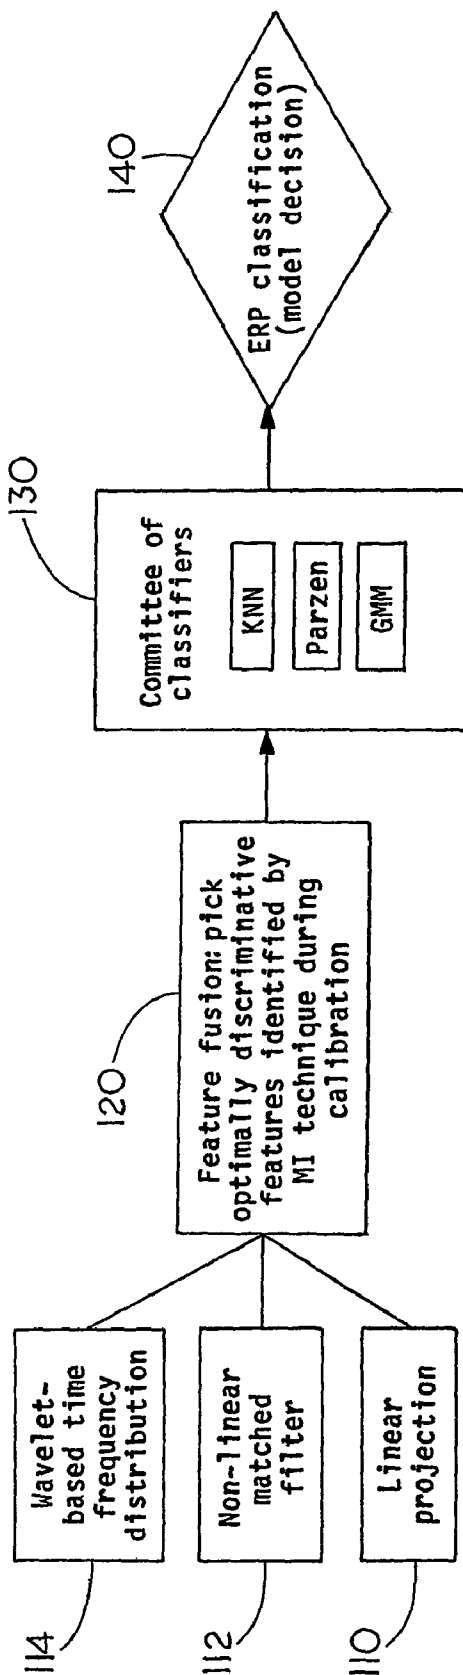 114
Wavelet-
based time
frequency
distribution
112
Non-linear
matched
filter
110
Linear
projection
120
Feature fusion: pick
optimally discriminative
features identified by
MI technique during
calibration
130
Committee of
classifiers
KNN
Parzen
GMM
140
ERP classification
(model decision)